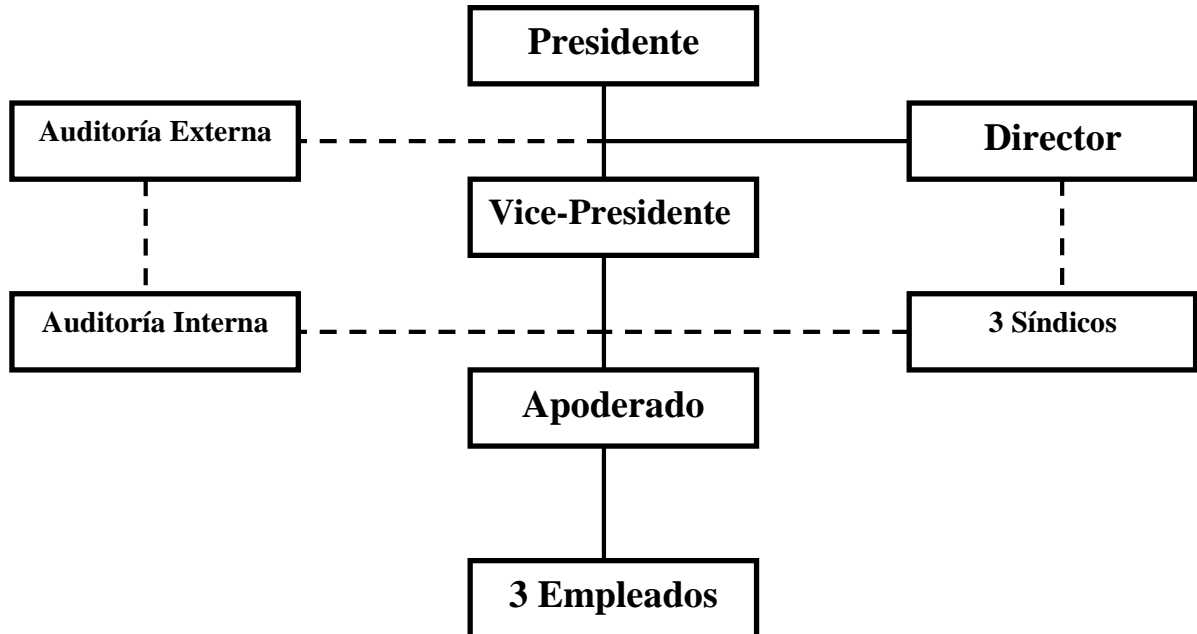 Presidente
Auditoría Externa
Director
Vice-Presidente
Auditoría Interna
3 Síndicos
Apoderado
3 Empleados